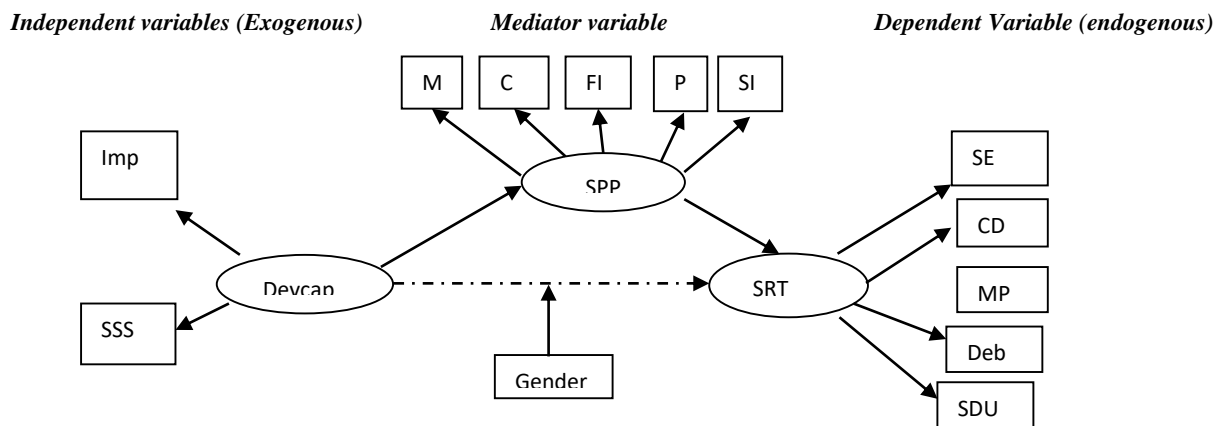 Independent variables (Exogenous) Mediator variable Dependent Variable (endogenous)
M C FI P SI
Imp
SE
SPP
CD
Devcap
SRT
MP
SSS
Deb
Gender
SDU